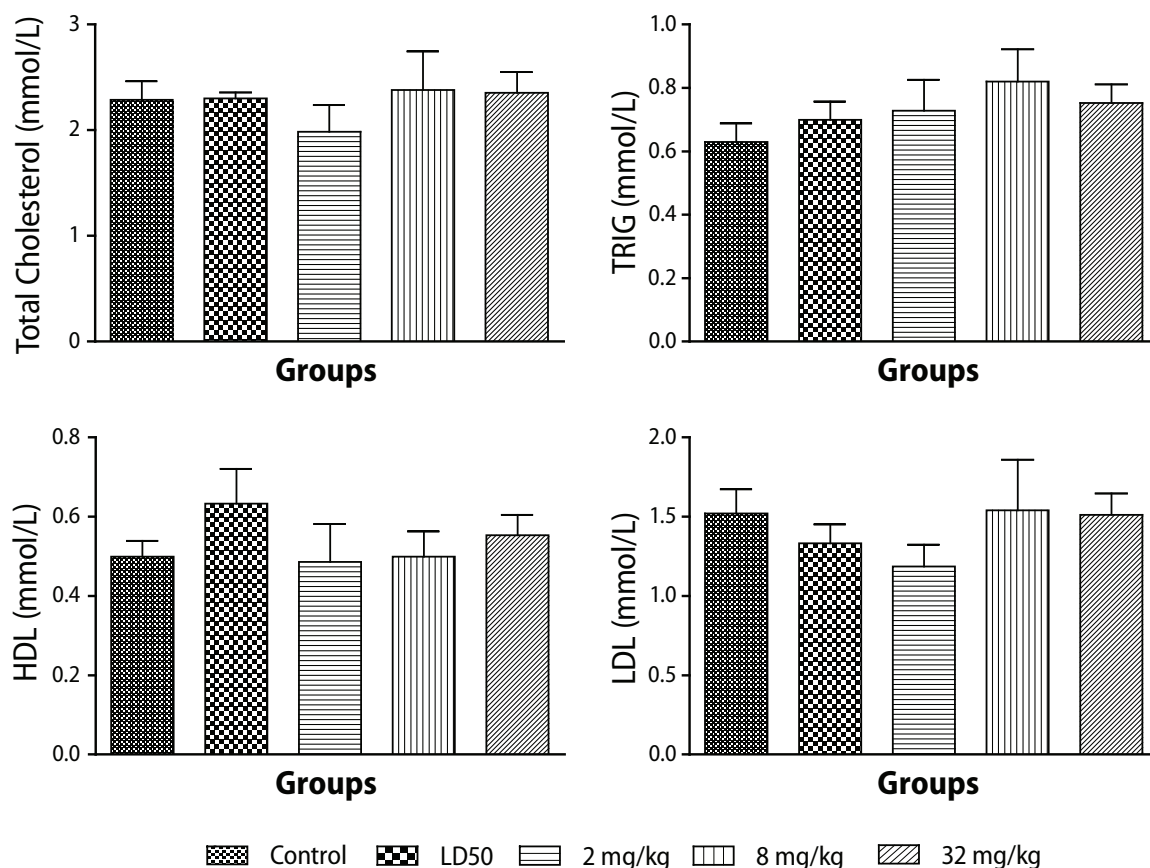 Total Cholesterol (mmol/L)
3
2
1
0
Groups
TRIG (mmol/L)
1.0
0.8
0.6
0.4
0.2
0.0
Groups
HDL (mmol/L)
0.8
0.6
0.4
0.2
0.0
Groups
LDL (mmol/L)
2.0
1.5
1.0
0.5
0.0
Groups
Control LD50 2 mg/kg 8 mg/kg 32 mg/kg